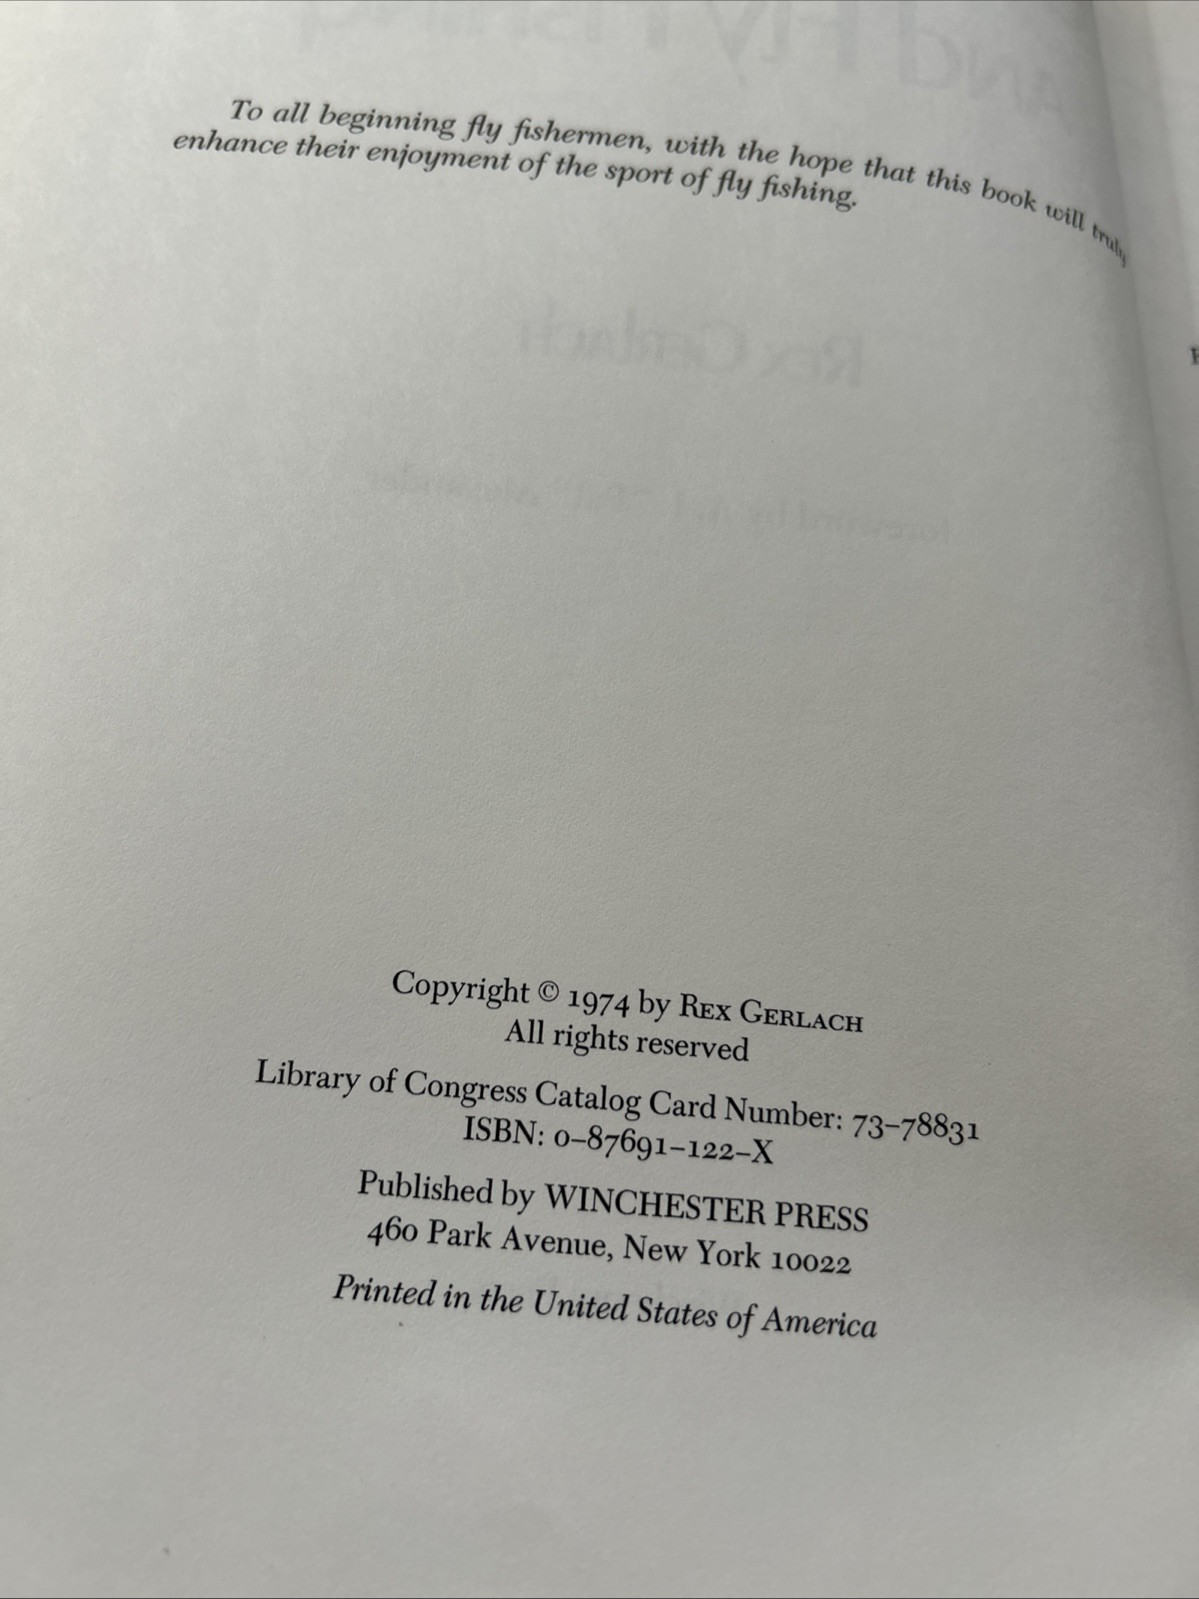 To all beginning fly fishermen, with the hope that this book will truly
enhance their enjoyment of the sport of fly fishing.
Rex Gerlach
Copyright © 1974 by REX GERLACH
All rights reserved
Library of Congress Catalog Card Number: 73–78831
ISBN: 0–87691–122–X
Published by WINCHESTER PRESS
460 Park Avenue, New York 10022
Printed in the United States of America